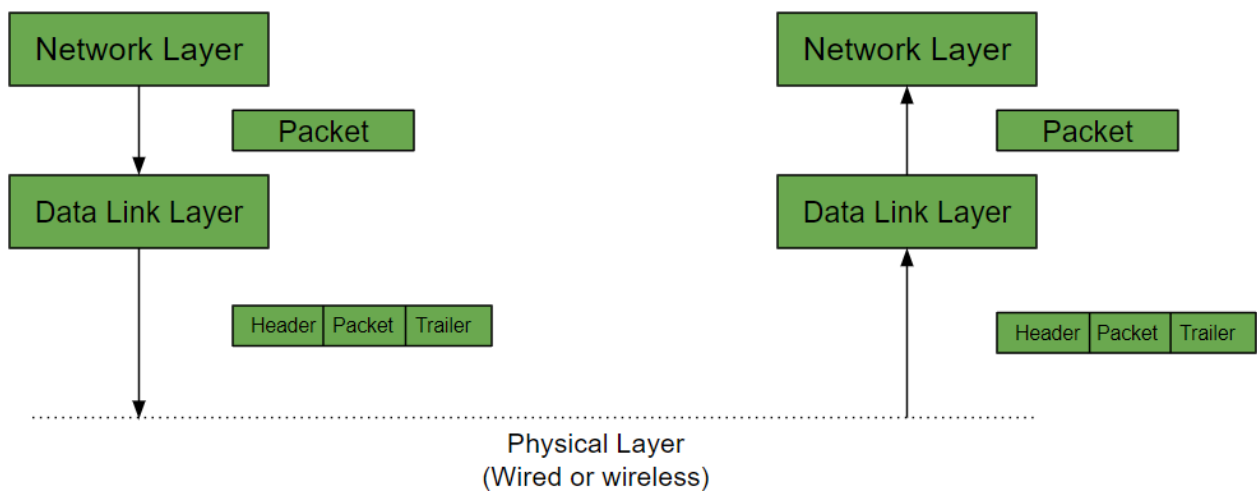 Network Layer
Network Layer
Packet
Packet
Data Link Layer
Data Link Layer
Header Packet Trailer
Header Packet Trailer
Physical Layer
(Wired or wireless)